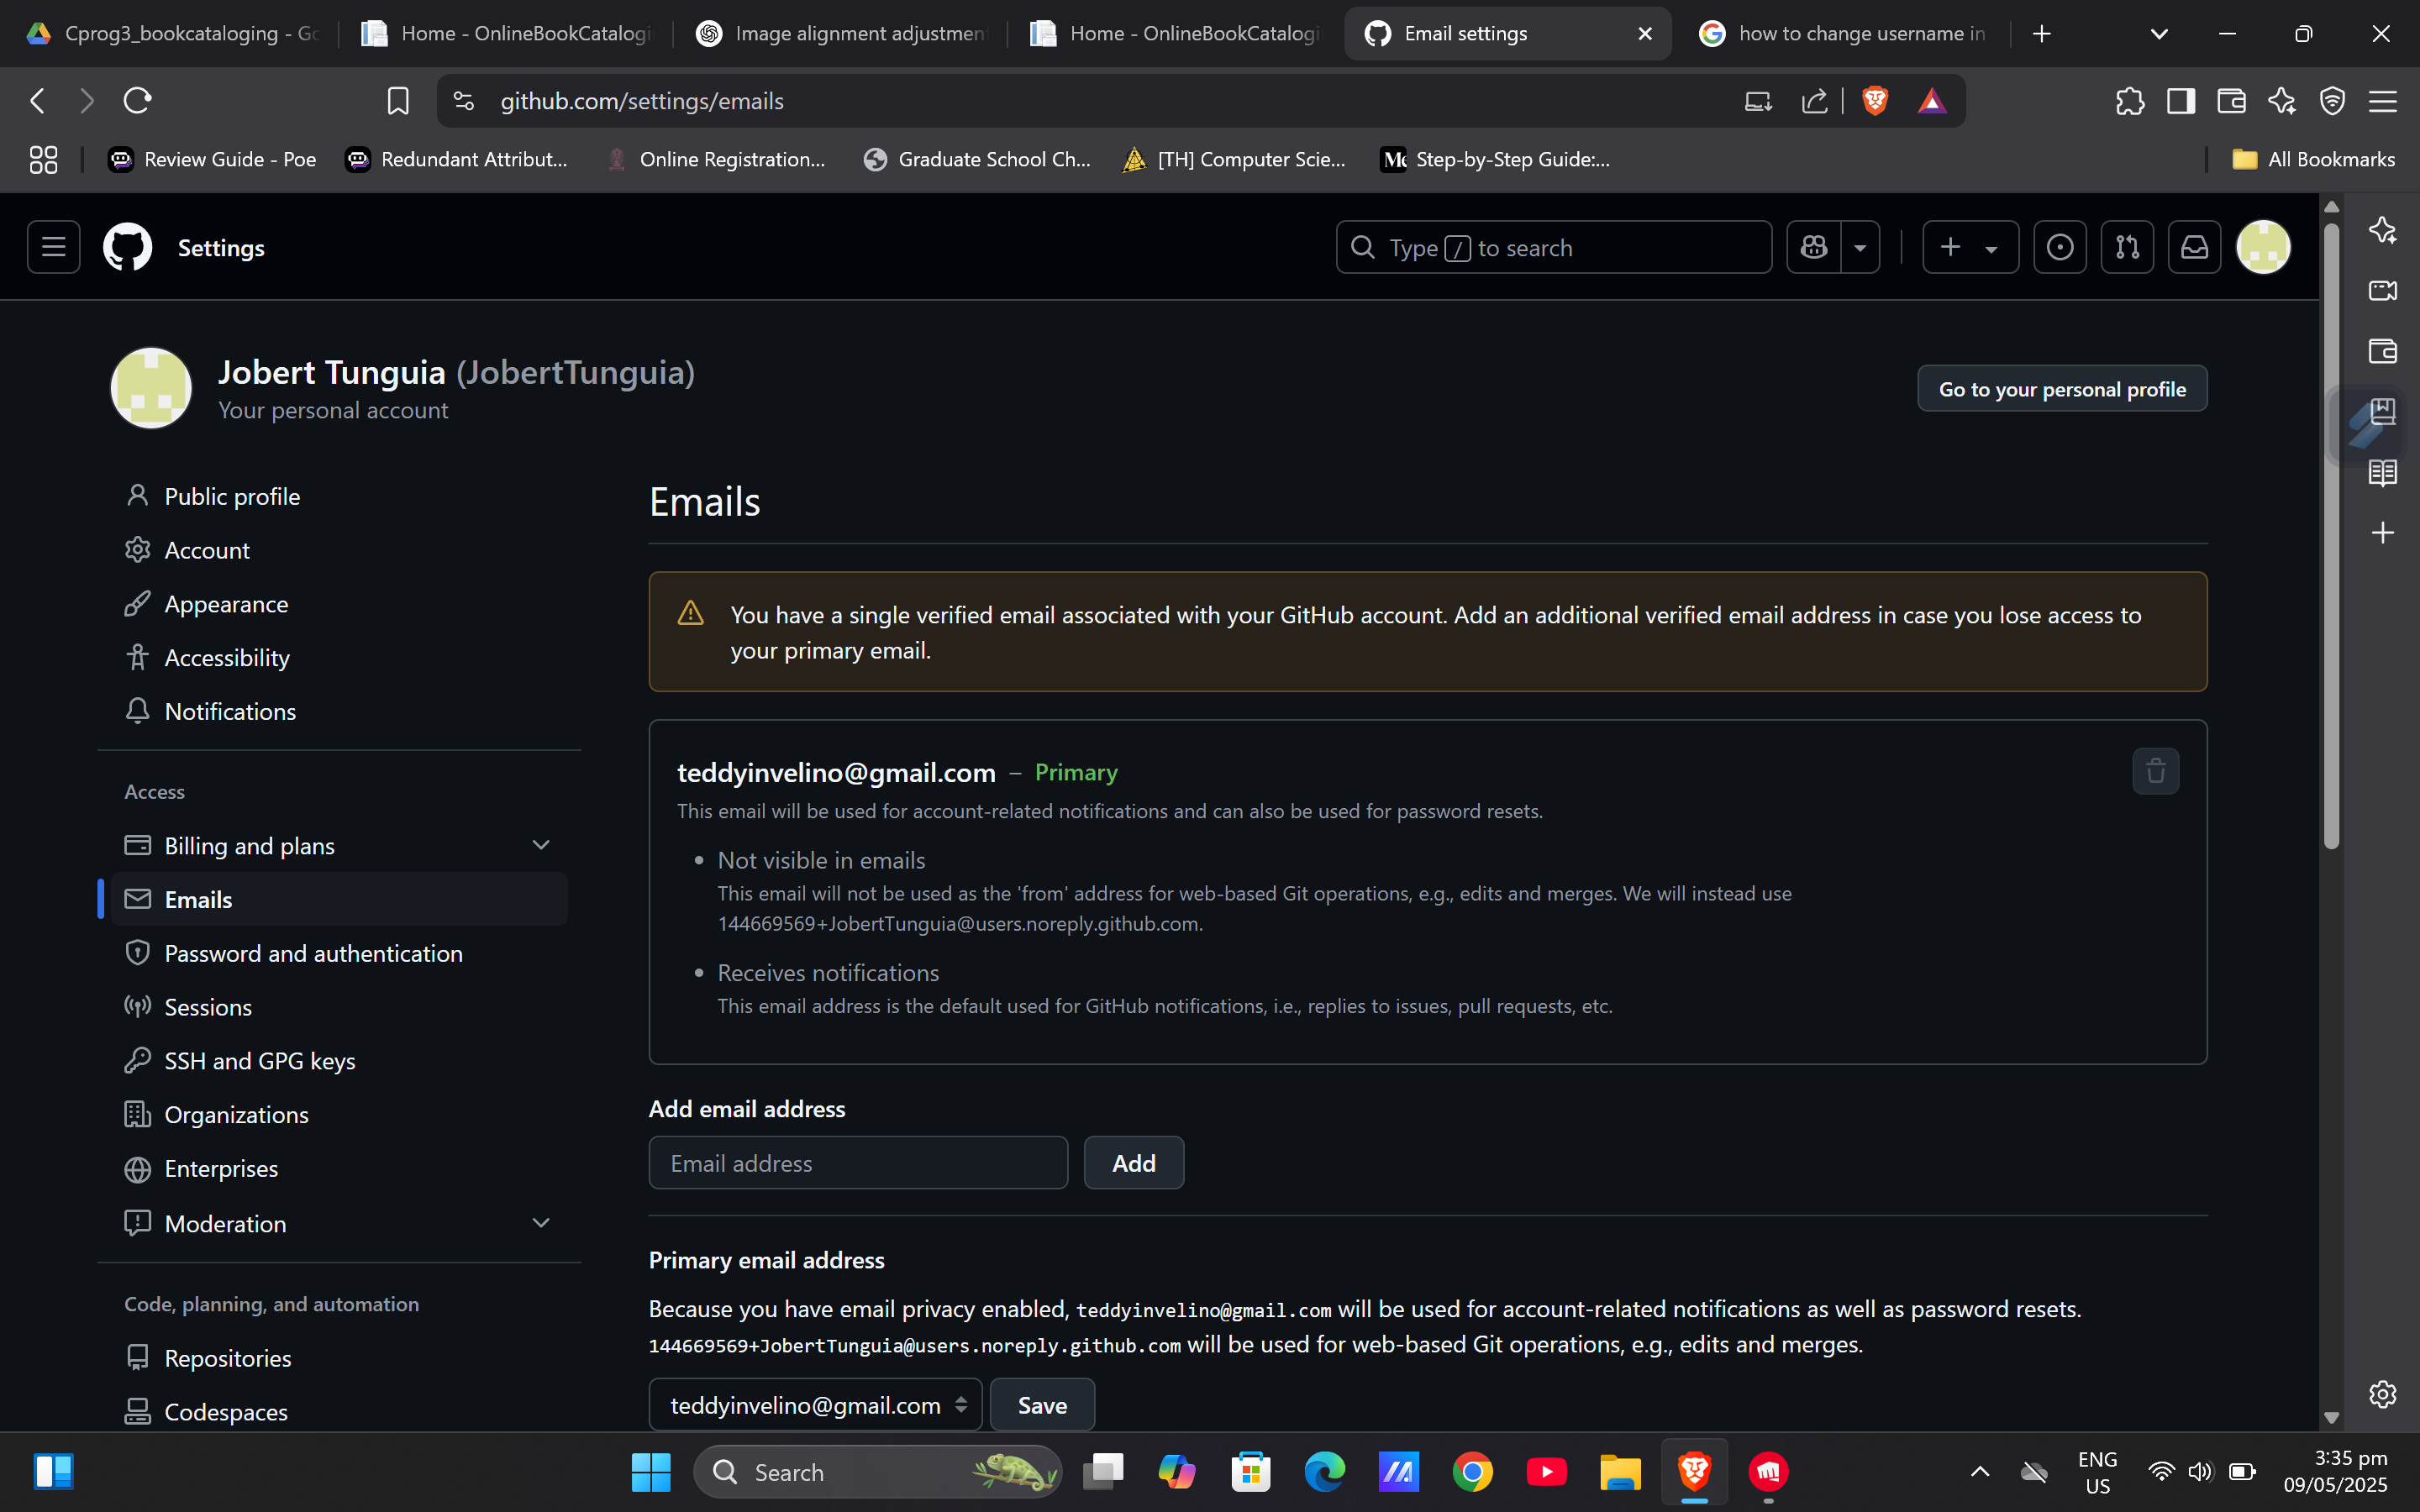 Cprog3_bookcataloging - Go
Home - OnlineBookCatalogi
Image alignment adjustment
Home - OnlineBookCatalogi
Email settings
how to change username in
github.com/settings/emails
Review Guide - Poe
Redundant Attribut...
Online Registration...
Graduate School Ch...
[TH] Computer Scie...
Step-by-Step Guide:...
All Bookmarks
Settings
Type / to search
Jobert Tunguia (JobertTunguia)
Your personal account
Go to your personal profile
Public profile
Account
Appearance
Accessibility
Notifications
Access
Billing and plans
Emails
Password and authentication
Sessions
SSH and GPG keys
Organizations
Enterprises
Moderation
Code, planning, and automation
Repositories
Codespaces
Emails
You have a single verified email associated with your GitHub account. Add an additional verified email address in case you lose access to
your primary email.
teddyinvelino@gmail.com – Primary
This email will be used for account-related notifications and can also be used for password resets.
• Not visible in emails
This email will not be used as the 'from' address for web-based Git operations, e.g., edits and merges. We will instead use
144669569+JobertTunguia@users.noreply.github.com.
• Receives notifications
This email address is the default used for GitHub notifications, i.e., replies to issues, pull requests, etc.
Add email address
Email address
Add
Primary email address
Because you have email privacy enabled, teddyinvelino@gmail.com will be used for account-related notifications as well as password resets.
144669569+JobertTunguia@users.noreply.github.com will be used for web-based Git operations, e.g., edits and merges.
teddyinvelino@gmail.com
Save
Search
ENG
US
3:35 pm
09/05/2025